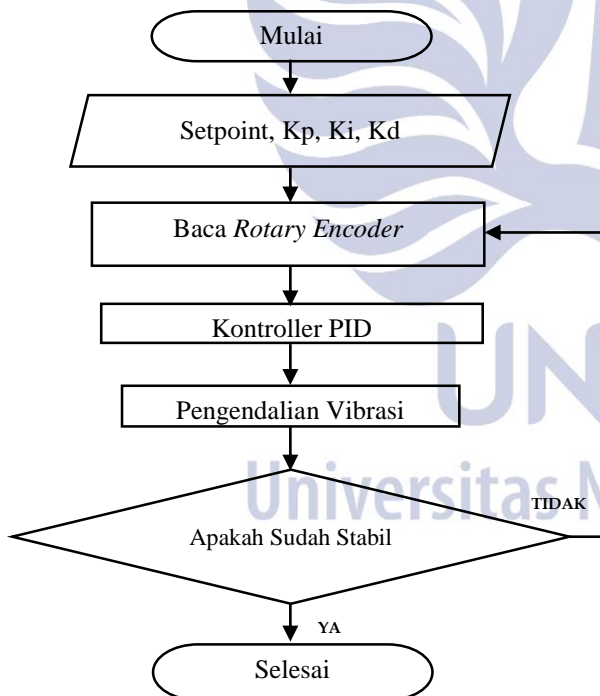 Mulai
Setpoint, Kp, Ki, Kd
Baca Rotary Encoder
Kontroller PID
UN
Pengendalian Vibrasi
Universitas N
TIDAK
Apakah Sudah Stabil
YA
Selesai